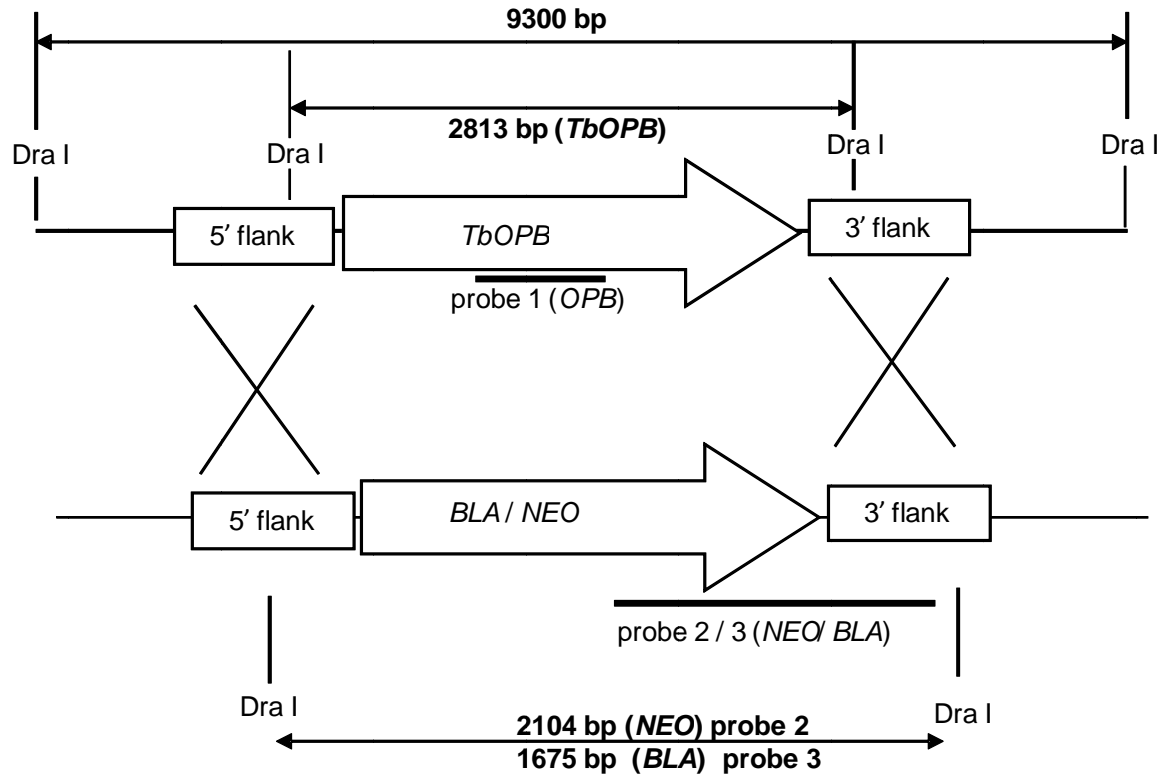 9300 bp
2813 bp (TbOPB)
Dra I
Dra I
Dra I
Dra I
5' flank
TbOPB
3' flank
probe 1 (OPB)
5' flank
BLA / NEO
3' flank
probe 2 / 3 (NEO/ BLA)
Dra I
Dra I
2104 bp (NEO) probe 2
1675 bp (BLA) probe 3